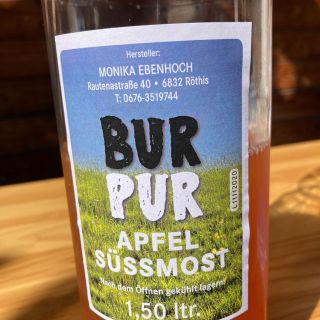 Hersteller:
MONIKA EBENHOCH
Rautenastraße 40 • 6832 Röthis
T: 0676-3519744
BUR
PUR
APFEL
SÜSSMOST
Nach dem Öffnen gekühlt lagern!
1,50 ltr.